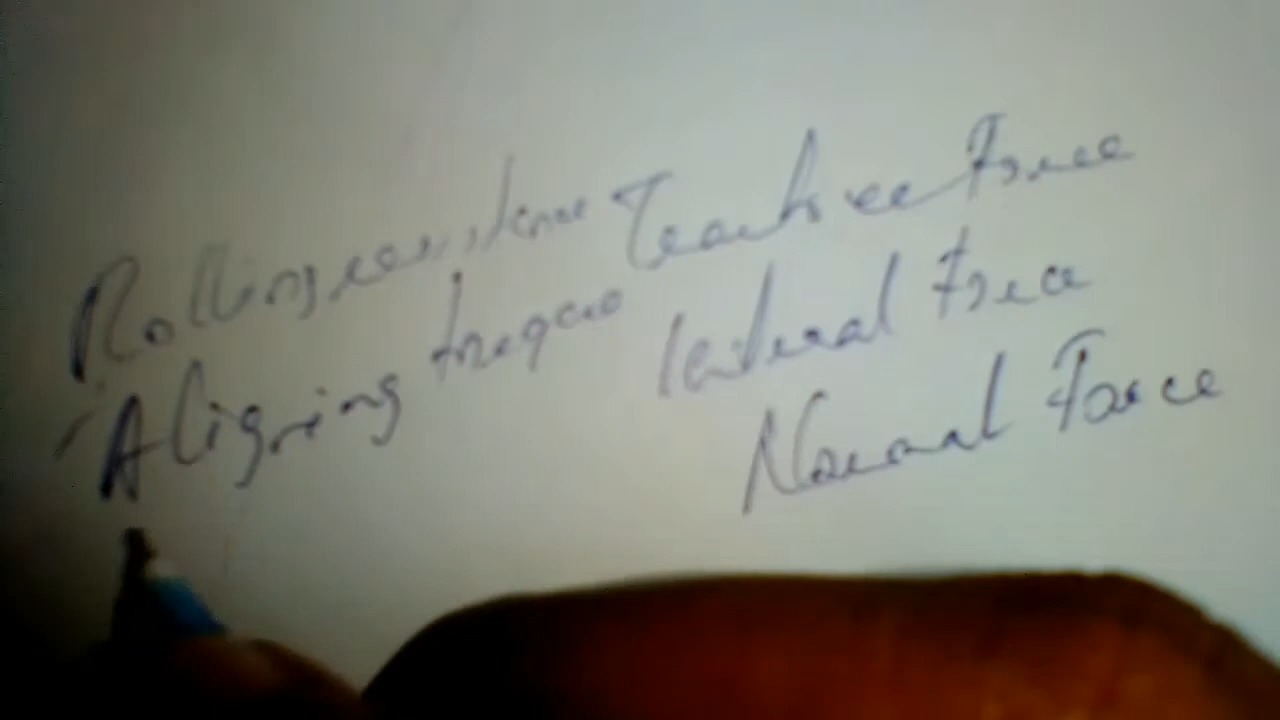 Rolling resistance Tractive Force
Aligning torque lateral Force
Normal Force